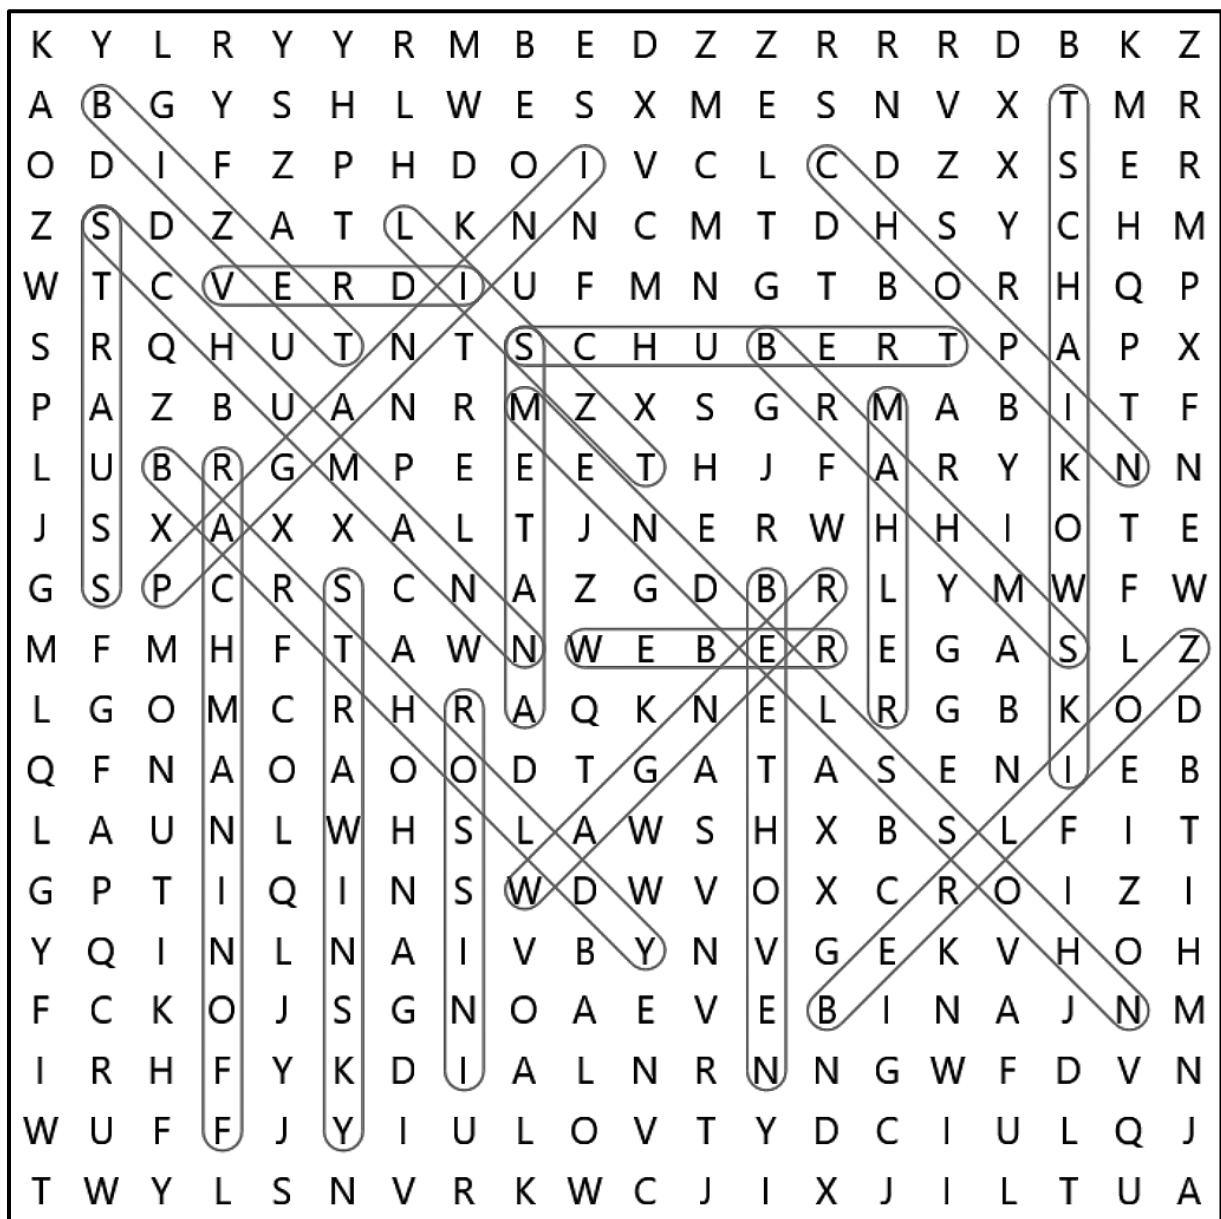 K Y L R Y Y R M B E D Z Z R R R D B K Z
A B G Y S H L W E S X M E S N V X T M R
O D I F Z P H D O I V C L C D Z X S E R
Z S D Z A T L K N N C M T D H S Y C H M
W T C V E R D I U F M N G T B O R H Q P
S R Q H U T N T S C H U B E R T P A P X
P A Z B U A N R M Z X S G R M A B I T F
L U B R G M P E E E T H J F A R Y K N N
J S X A X X A L T J N E R W H H I O T E
G S P C R S C N A Z G D B R L Y M W F W
M F M H F T A W N W E B E R E G A S L Z
L G O M C R H R A Q K N E L R G B K O D
Q F N A O A O O D T G A T A S E N I E B
L A U N L W H S L A W S H X B S L F I T
G P T I Q I N S W D W V O X C R O I Z I
Y Q I N L N A I V B Y N V G E K V H O H
F C K O J S G N O A E V E B I N A J N M
I R H F Y K D I A L N R N N G W F D V N
W U F F J Y I U L O V T Y D C I U L Q J
T W Y L S N V R K W C J I X J I L T U A